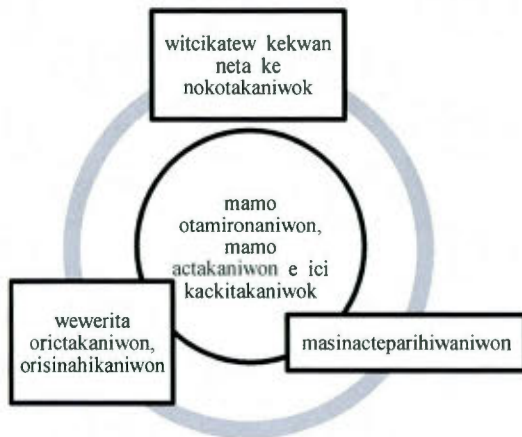 witcikatew kekwan
neta ke
nokotakaniwok
mamo
otamironaniwon,
mamo
actakaniwon e ici
kackitakaniwok
wewerita
orictakaniwon,
orisinahikaniwon
masinacteparihiwaniwon